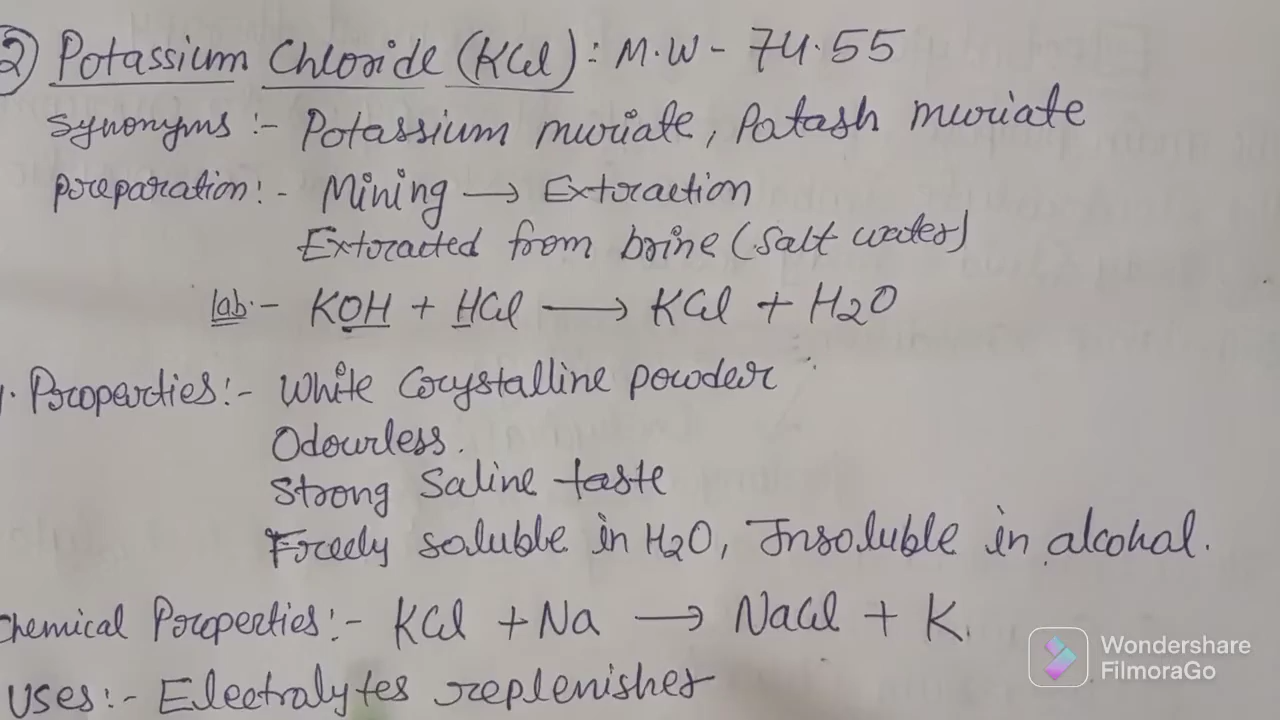 2) Potassium Chloride (KCl): M.W - 74.55
Synonyms :- Potassium muriate, Patash muriate
Preparation:- Mining → Extraction
Extracted from brine (Salt water)
lab:- KOH + HCl → KCl + H2O
Properties:- White Crystalline powder
Odourless.
Strong Saline taste
Freely soluble in H2O, Insoluble in alcohal.
Chemical Properties:- KCl + Na → NaCl + K.
Uses:- Electralytes replenisher
Wondershare
FilmoraGo